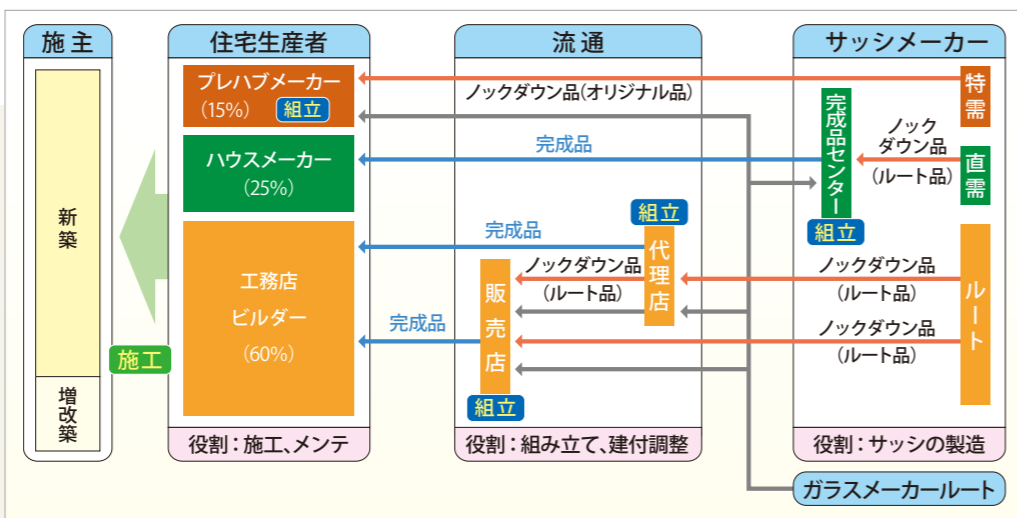 施主
住宅生産者
流通
サッシメーカー
新築
増改築
施工
プレハブメーカー
(15%)
組立
ハウスメーカー
(25%)
工務店
ビルダー
(60%)
役割：施工、メンテ
ノックダウン品(オリジナル品)
完成品
完成品
組立
代理店
ノックダウン品
(ルート品)
販売店
完成品
組立
役割：組み立て、建付調整
特需
完成品センター
ノック
ダウン品
(ルート品)
直需
組立
ノックダウン品
(ルート品)
ノックダウン品
(ルート品)
ルート
役割：サッシの製造
ガラスメーカールート